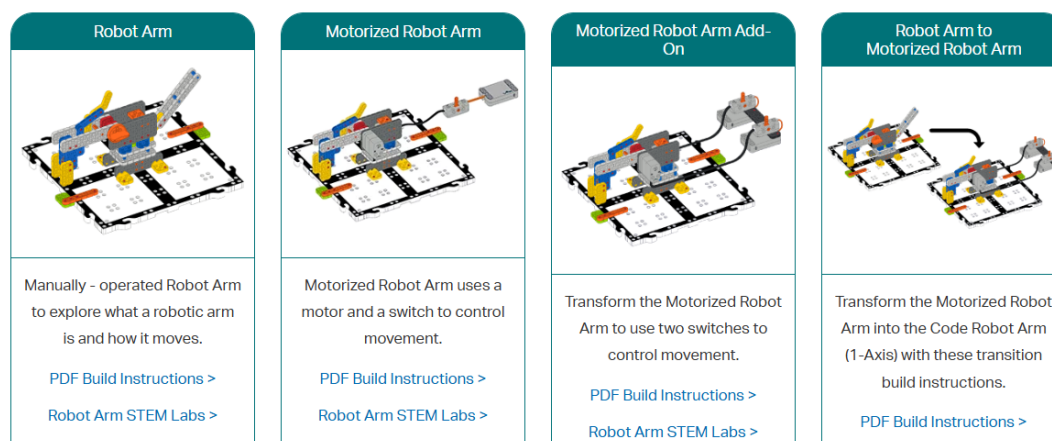 Robot Arm
Manually - operated Robot Arm
to explore what a robotic arm
is and how it moves.
PDF Build Instructions >
Robot Arm STEM Labs >
Motorized Robot Arm
Motorized Robot Arm uses a
motor and a switch to control
movement.
PDF Build Instructions >
Robot Arm STEM Labs >
Motorized Robot Arm Add-
On
Transform the Motorized Robot
Arm to use two switches to
control movement.
PDF Build Instructions >
Robot Arm STEM Labs >
Robot Arm to
Motorized Robot Arm
Transform the Motorized Robot
Arm into the Code Robot Arm
(1-Axis) with these transition
build instructions.
PDF Build Instructions >